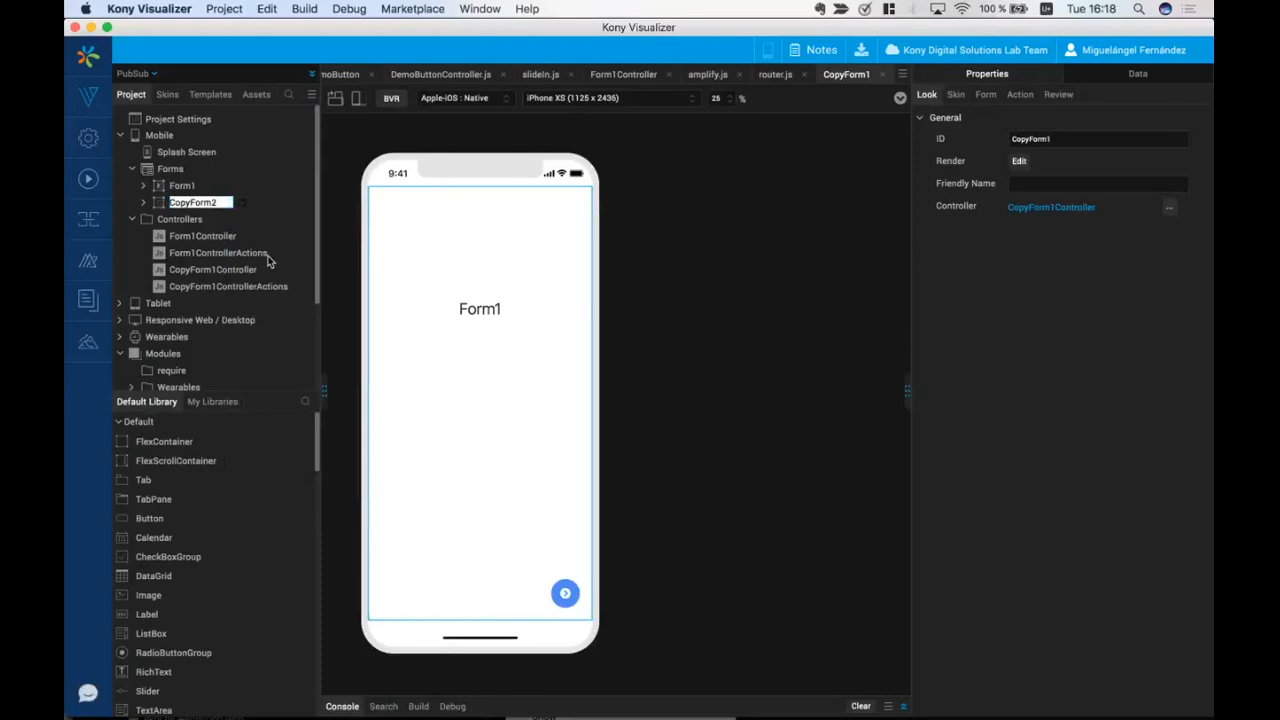 Kony Visualizer Project Edit Build Debug Marketplace Window Help
100 % Tue 16:18
Kony Visualizer
Notes Kony Digital Solutions Lab Team Miguelángel Fernández
PubSub
moButton DemoButtonController.js slideIn.js Form1Controller amplify.js router.js CopyForm1
Properties Data
Project Skins Templates Assets
BVR Apple-iOS : Native iPhone XS (1125 x 2436) 25 %
Look Skin Form Action Review
Project Settings
Mobile
Splash Screen
Forms
Form1
CopyForm2
Controllers
Form1Controller
Form1ControllerActions
CopyForm1Controller
CopyForm1ControllerActions
Tablet
Responsive Web / Desktop
Wearables
Modules
require
Wearables
Default Library My Libraries
Default
FlexContainer
FlexScrollContainer
Tab
TabPane
Button
Calendar
CheckBoxGroup
DataGrid
Image
Label
ListBox
RadioButtonGroup
RichText
Slider
TextArea
9:41
Form1
General
ID CopyForm1
Render Edit
Friendly Name
Controller CopyForm1Controller ...
Console Search Build Debug Clear